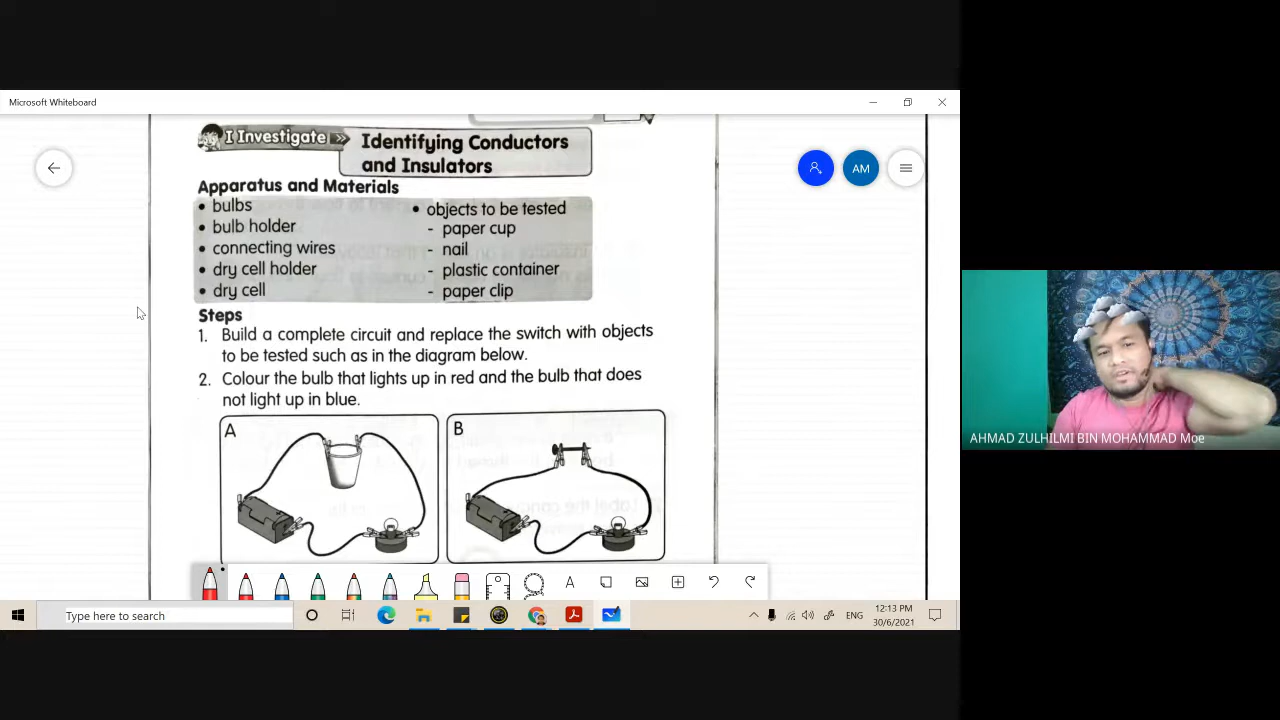 Microsoft Whiteboard
I Investigate
Identifying Conductors
and Insulators
AM
Apparatus and Materials
• bulbs
• bulb holder
• connecting wires
• dry cell holder
• dry cell
• objects to be tested
- paper cup
- nail
- plastic container
- paper clip
Steps
1. Build a complete circuit and replace the switch with objects
to be tested such as in the diagram below.
2. Colour the bulb that lights up in red and the bulb that does
not light up in blue.
A
B
AHMAD ZULHILMI BIN MOHAMMAD Moe
A
Type here to search
ENG
12:13 PM
30/6/2021